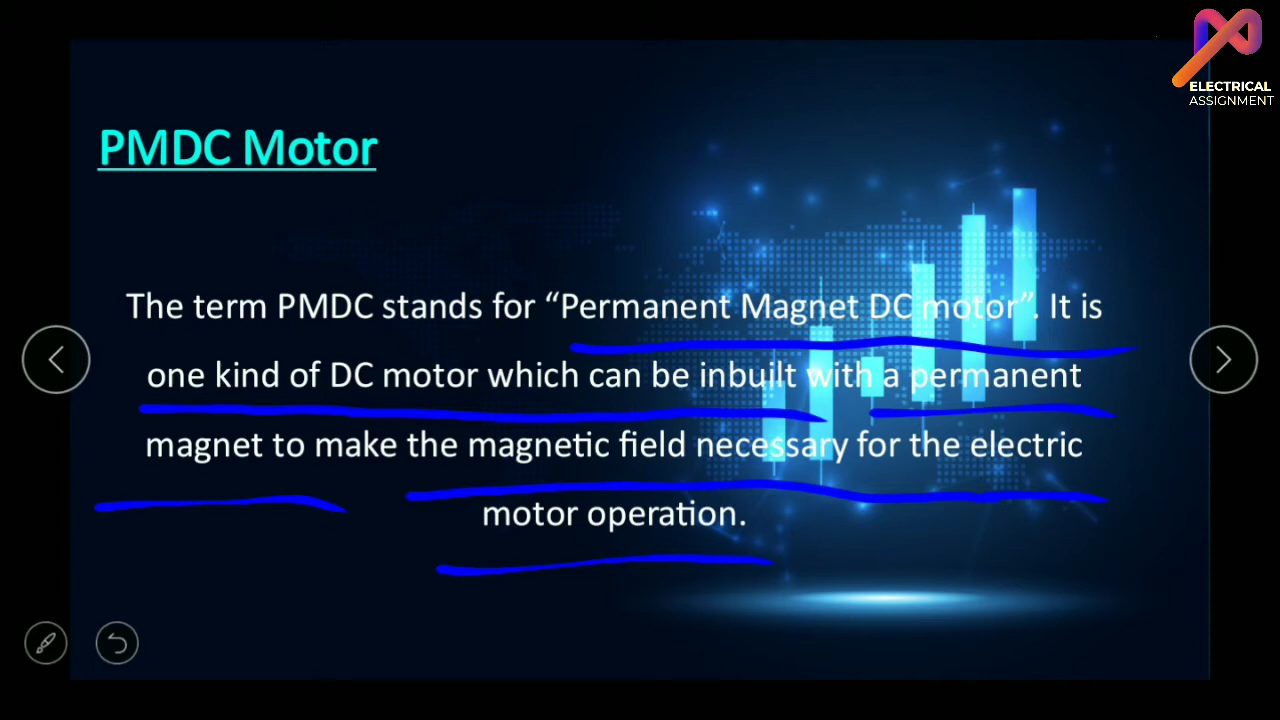 ELECTRICAL
ASSIGNMENT
PMDC Motor
The term PMDC stands for “Permanent Magnet DC motor”. It is
one kind of DC motor which can be inbuilt with a permanent
magnet to make the magnetic field necessary for the electric
motor operation.